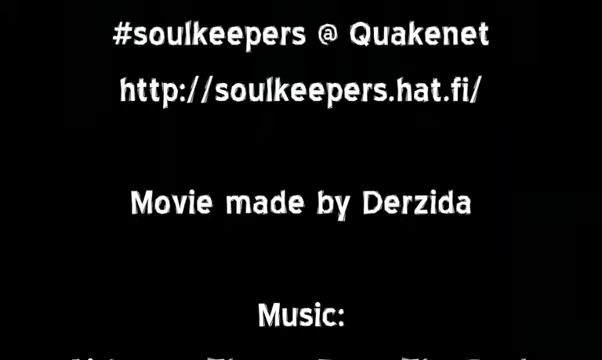 #soulkeepers @ Quakenet
http://soulkeepers.hat.fi/
Movie made by Derzida
Music: